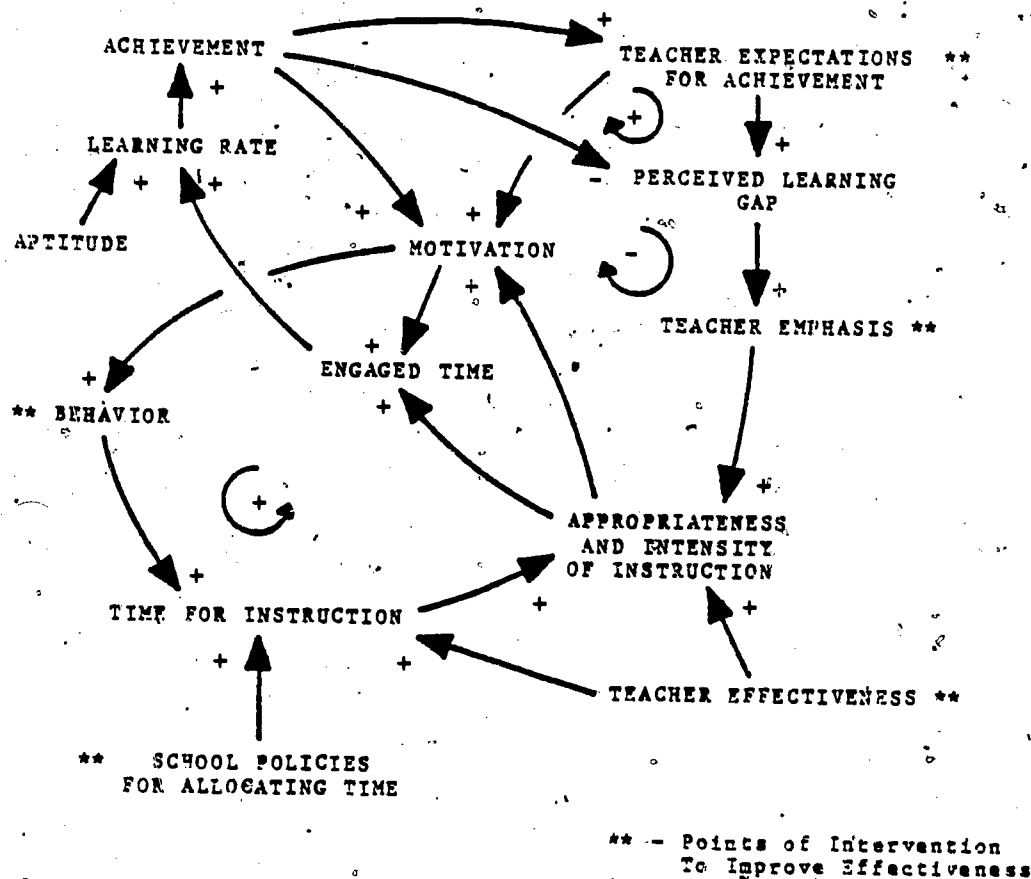 ACHIEVEMENT
+
TEACHER EXPECTATIONS **
FOR ACHIEVEMENT
+
+
+
LEARNING RATE
+ +
- PERCEIVED LEARNING
GAP
APTITUDE
+ +
MOTIVATION
-
+
+
TEACHER EMPHASIS **
+
ENGAGED TIME
+
+
** BEHAVIOR
+
+
APPROPRIATENESS
AND INTENSITY
OF INSTRUCTION
+
TIME FOR INSTRUCTION
+
+
+ +
TEACHER EFFECTIVENESS **
** SCHOOL POLICIES
FOR ALLOCATING TIME
** - Points of Intervention
To Improve Effectiveness